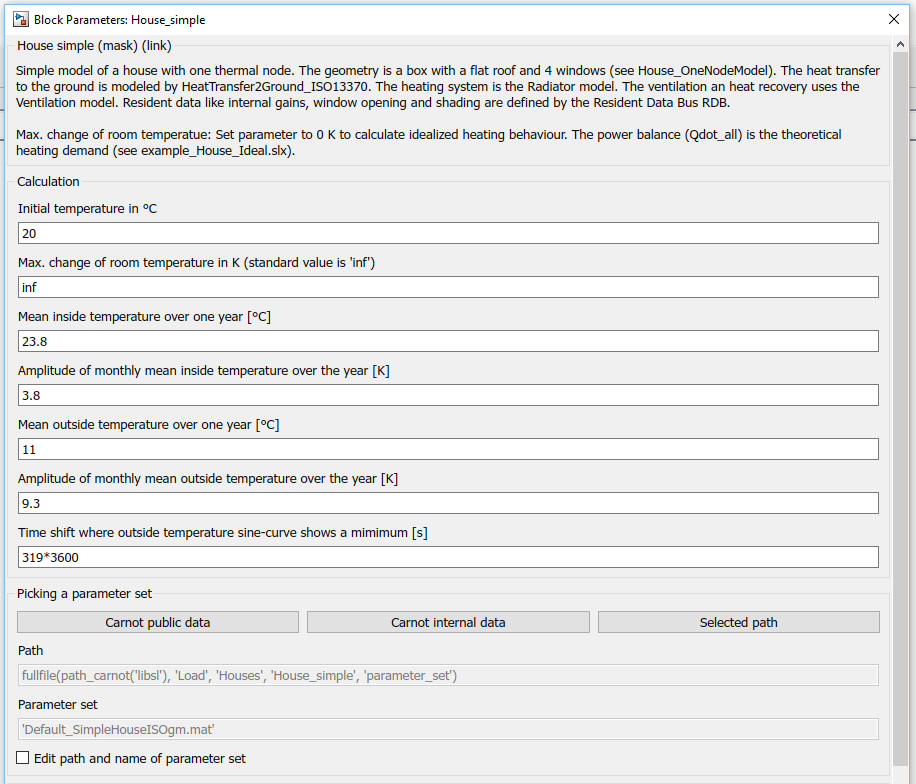 Block Parameters: House_simple
House simple (mask) (link)
Simple model of a house with one thermal node. The geometry is a box with a flat roof and 4 windows (see House_OneNodeModel). The heat transfer
to the ground is modeled by HeatTransfer2Ground_ISO13370. The heating system is the Radiator model. The ventilation an heat recovery uses the
Ventilation model. Resident data like internal gains, window opening and shading are defined by the Resident Data Bus RDB.
Max. change of room temperatue: Set parameter to 0 K to calculate idealized heating behaviour. The power balance (Qdot_all) is the theoretical
heating demand (see example_House_Ideal.slx).
Calculation
Initial temperature in ºC
20
Max. change of room temperature in K (standard value is 'inf')
inf
Mean inside temperature over one year [ºC]
23.8
Amplitude of monthly mean inside temperature over the year [K]
3.8
Mean outside temperature over one year [ºC]
11
Amplitude of monthly mean outside temperature over the year [K]
9.3
Time shift where outside temperature sine-curve shows a mimimum [s]
319*3600
Picking a parameter set
Carnot public data Carnot internal data Selected path
Path
fullfile(path_carnot('libsl'), 'Load', 'Houses', 'House_simple', 'parameter_set')
Parameter set
'Default_SimpleHouseISOgm.mat'
Edit path and name of parameter set